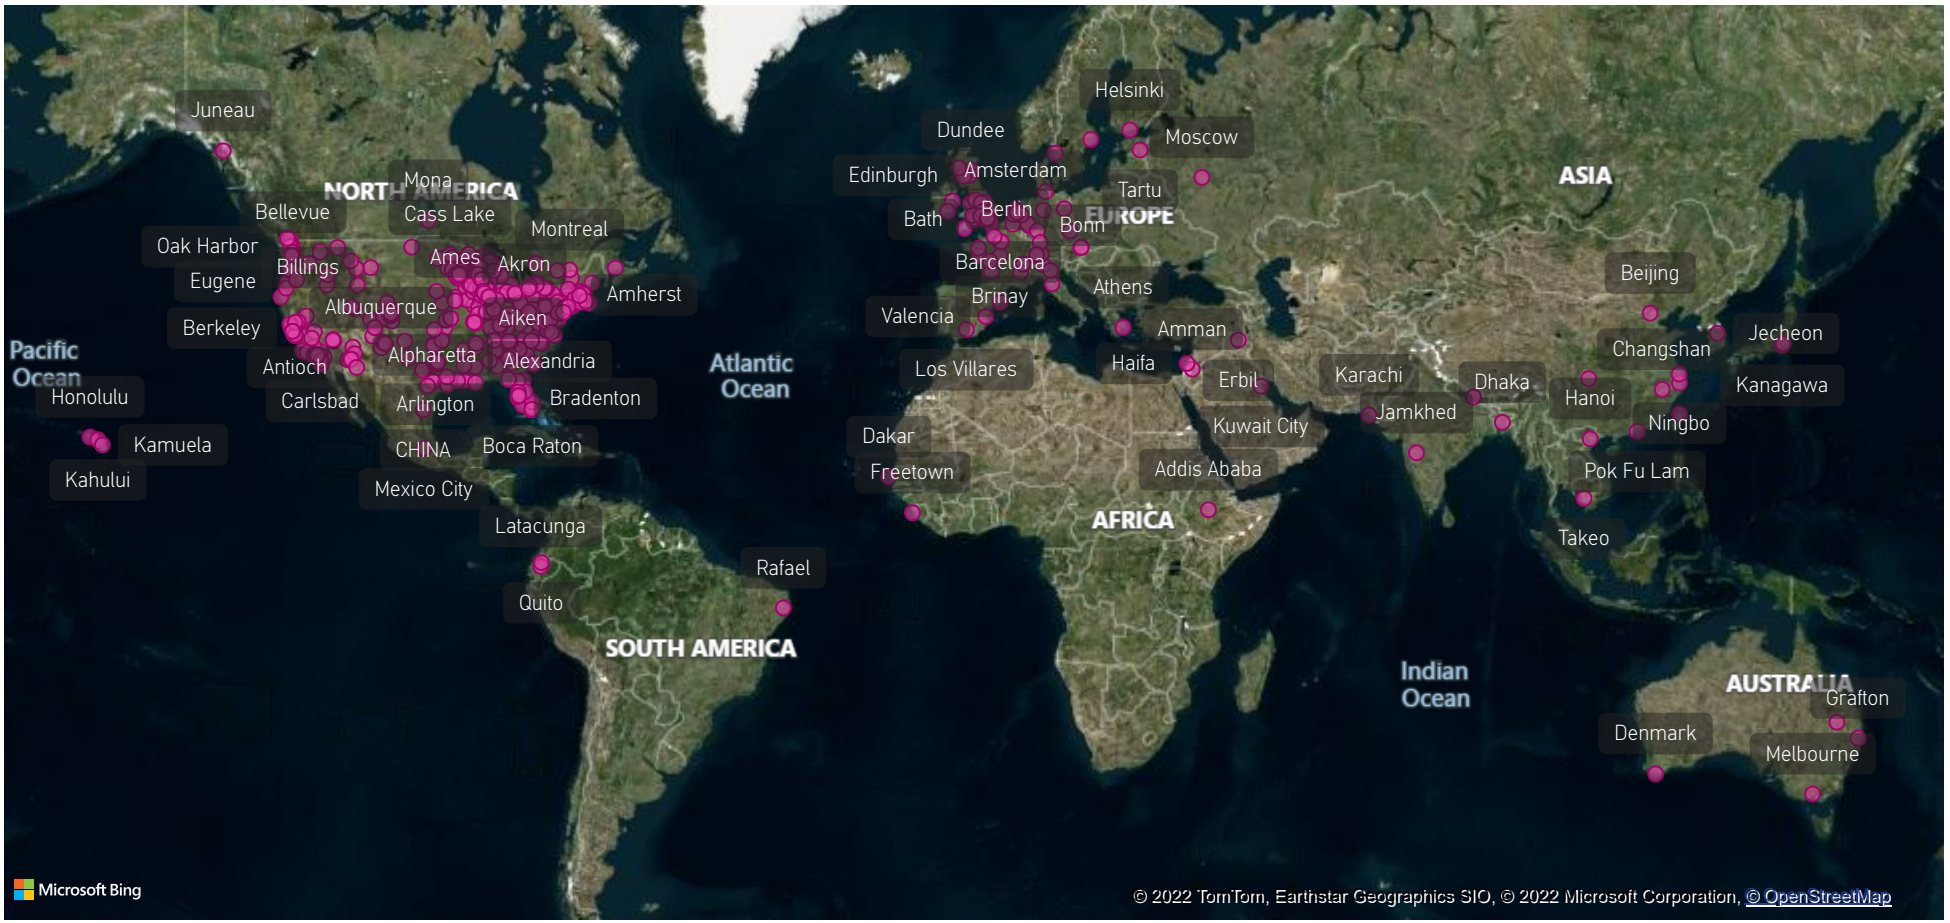 Helsinki
Juneau
Dundee
Moscow
Edinburgh
Amsterdam
ASIA
Mona
NORTH AMERICA
Tartu
Bellevue
Cass Lake
Bath
Berlin
EUROPE
Montreal
Bonn
Oak Harbor
Billings
Ames
Akron
Barcelona
Beijing
Eugene
Amherst
Brinay
Athens
Albuquerque
Aiken
Valencia
Amman
Berkeley
Jecheon
Pacific
Ocean
Antioch
Alpharetta
Alexandria
Atlantic
Ocean
Los Villares
Haifa
Erbil
Karachi
Dhaka
Changshan
Kanagawa
Honolulu
Carlsbad
Arlington
Bradenton
Hanoi
Jamkhed
Kuwait City
Ningbo
Kamuela
CHINA
Boca Raton
Dakar
Kahului
Mexico City
Freetown
Addis Ababa
Pok Fu Lam
Latacunga
AFRICA
Takeo
Rafael
Quito
SOUTH AMERICA
Indian
Ocean
AUSTRALIA
Grafton
Denmark
Melbourne
Microsoft Bing
© 2022 TomTom, Earthstar Geographics SIO, © 2022 Microsoft Corporation, © OpenStreetMap